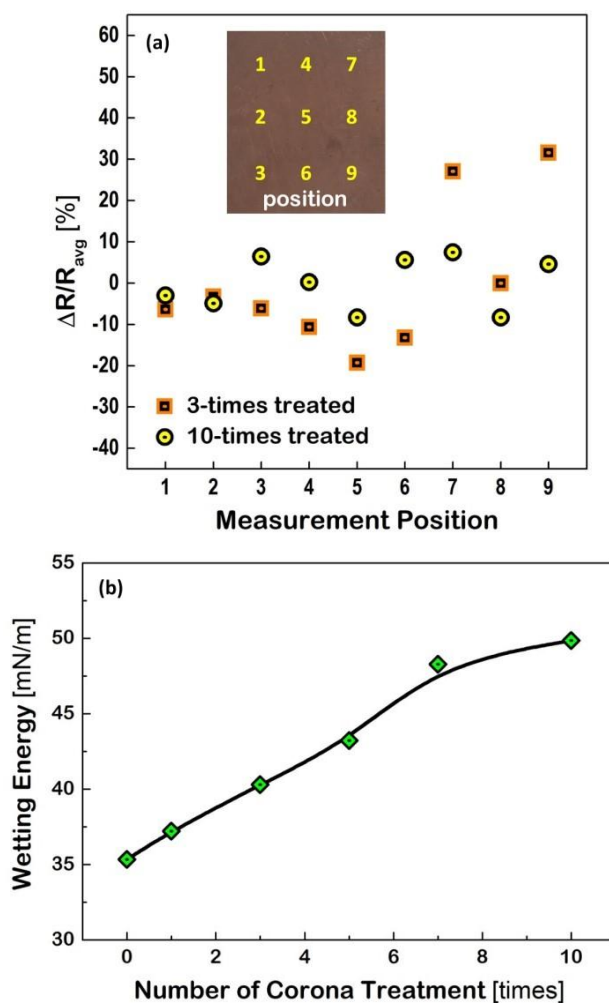 (a)
60
50
40
30
20
10
0
-10
-20
-30
-40
ΔR/R_avg [%]
1 4 7
2 5 8
3 6 9
position
3-times treated
10-times treated
1 2 3 4 5 6 7 8 9
Measurement Position
(b)
55
50
45
40
35
30
Wetting Energy [mN/m]
0 2 4 6 8 10
Number of Corona Treatment [times]